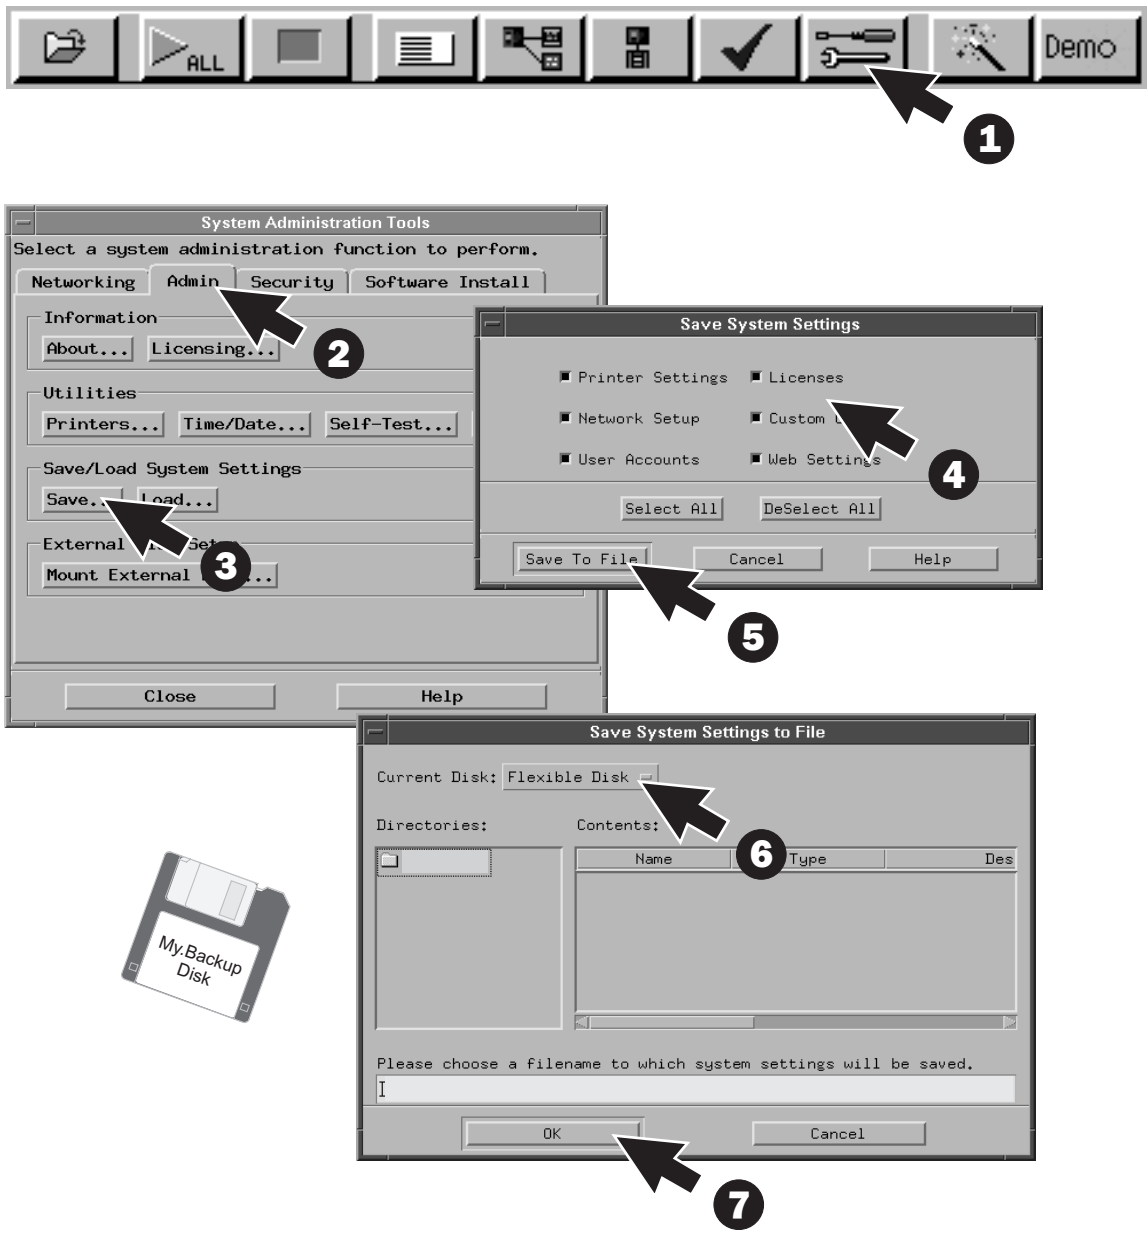 ALL
Demo
1
System Administration Tools
Select a system administration function to perform.
Networking Admin Security Software Install
2
Information
About... Licensing...
Utilities
Printers... Time/Date... Self-Test...
Save/Load System Settings
Save... Load...
3
External
Mount External ...
Close Help
Save System Settings
Printer Settings Licenses
Network Setup Custom
User Accounts Web Settings
4
Select All DeSelect All
Save To File Cancel Help
5
Save System Settings to File
Current Disk: Flexible Disk
6
Directories: Contents:
Name Type Des
Please choose a filename to which system settings will be saved.
OK Cancel
7
My.Backup
Disk